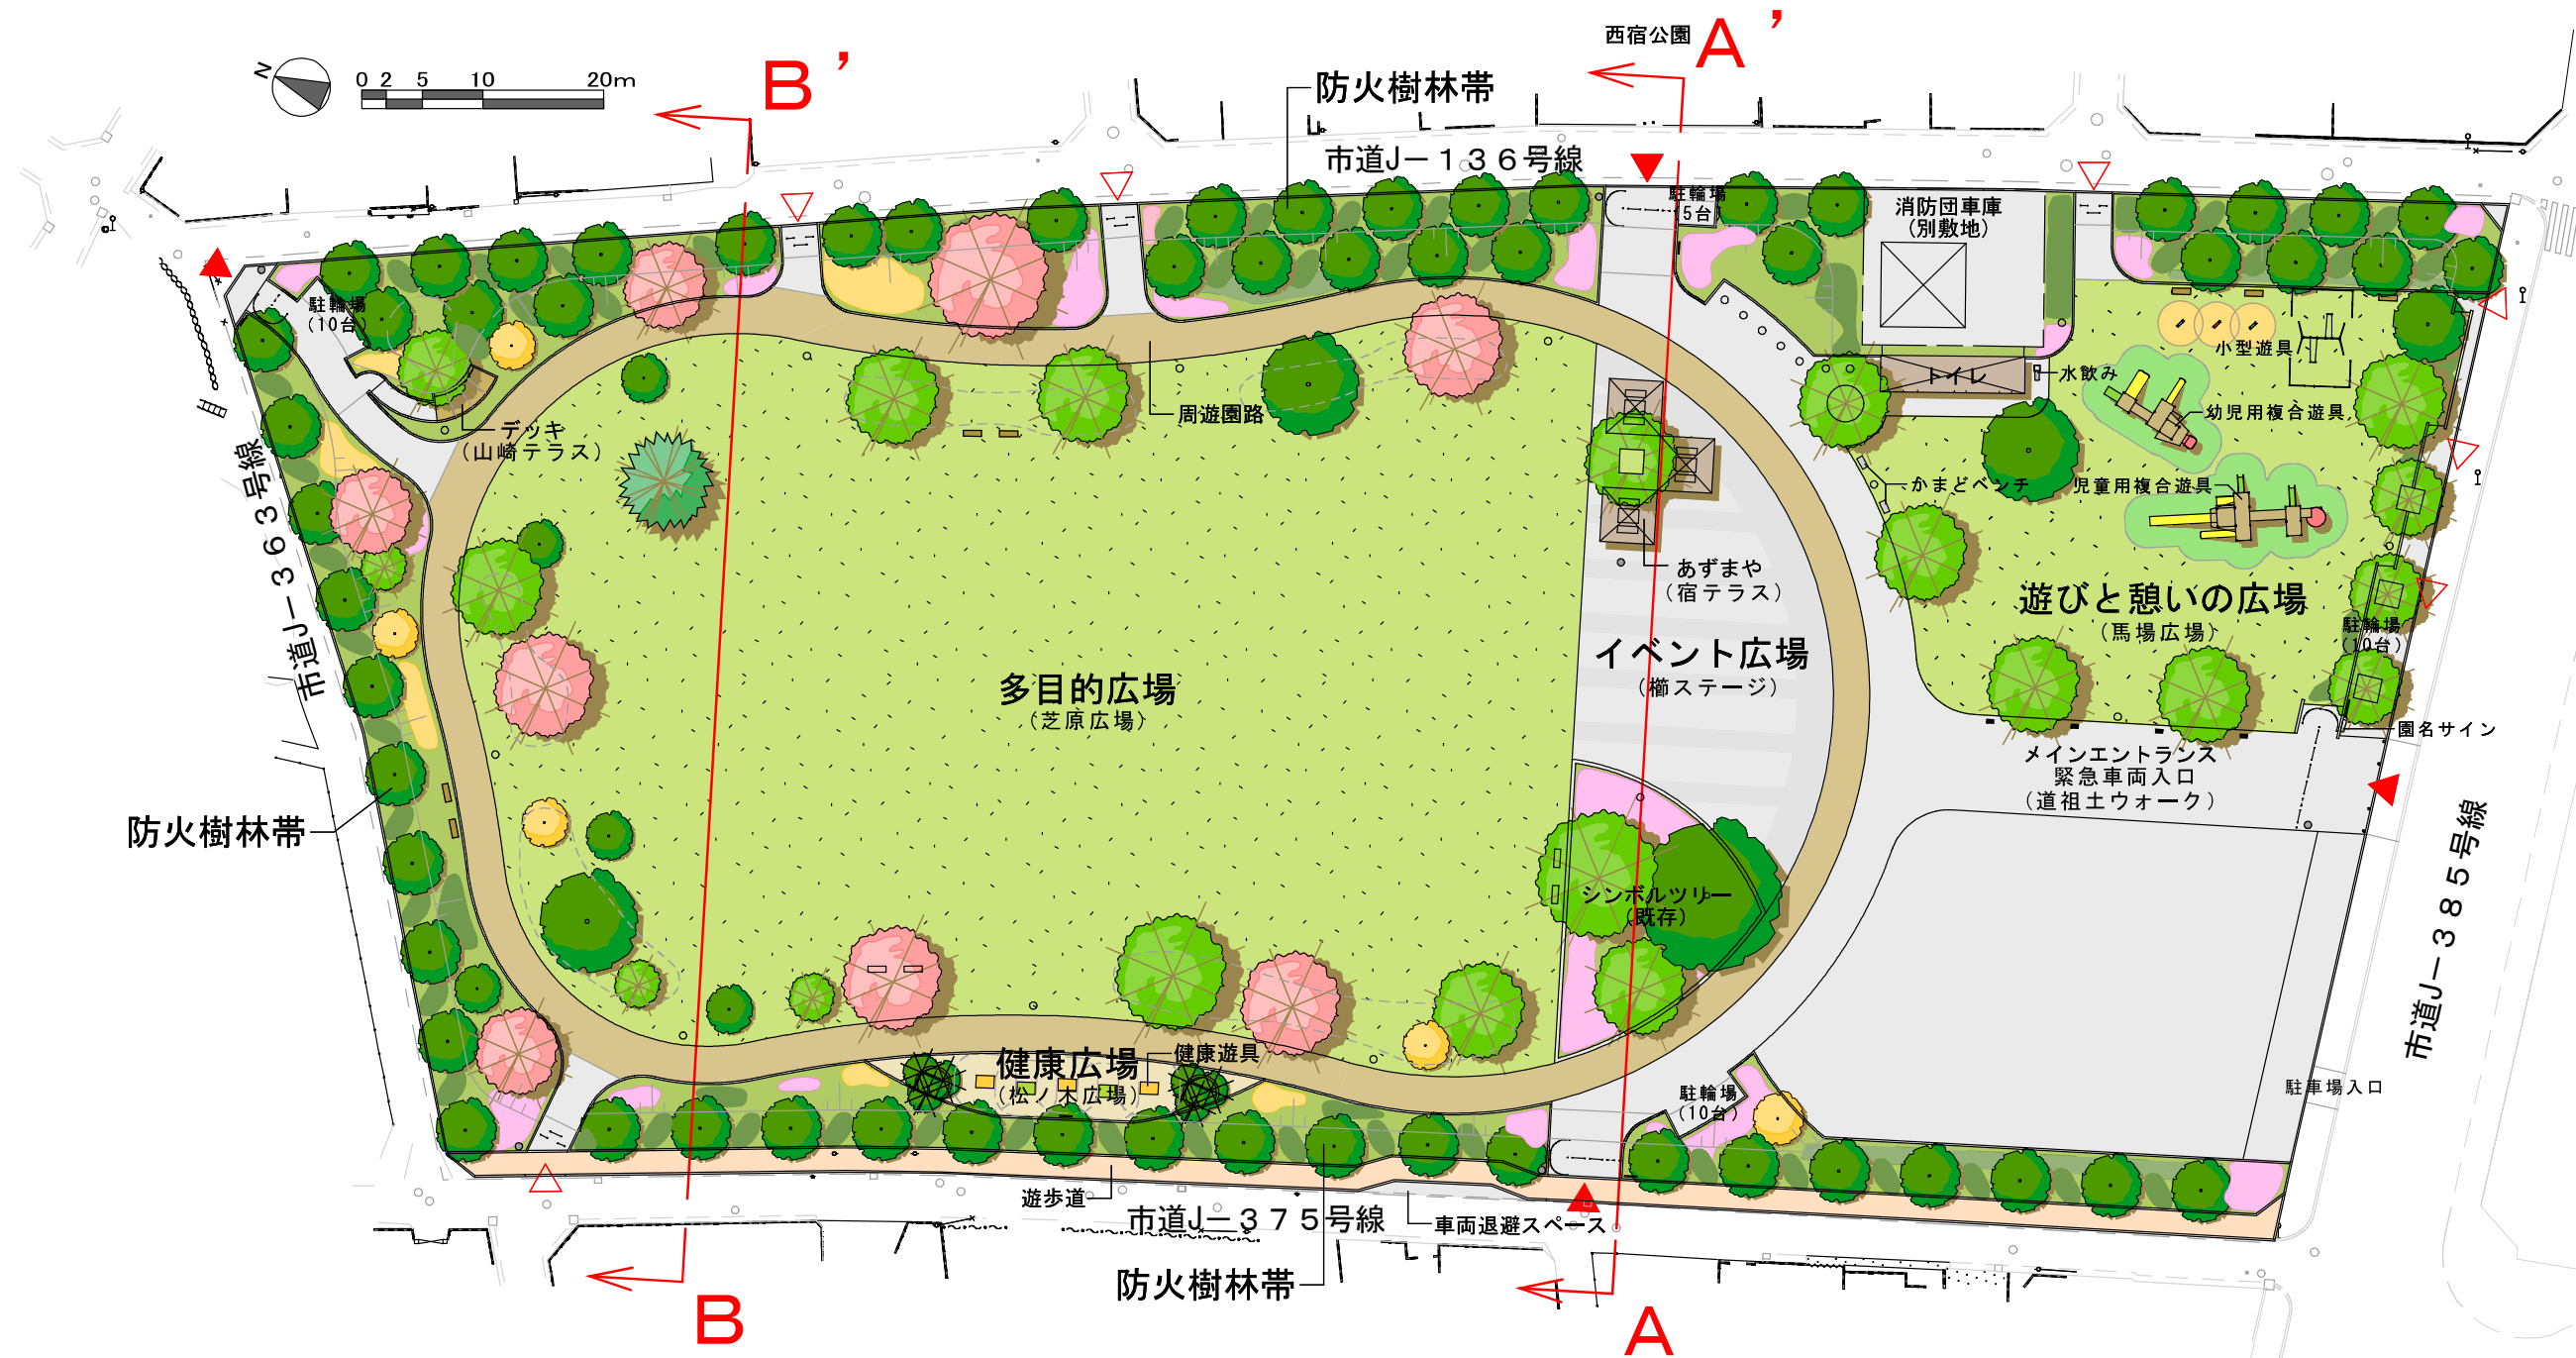 西宿公園
A’
B’
N
0 2 5 10 20m
防火樹林帯
市道J－１３６号線
駐輪場
(5台)
消防団車庫
(別敷地)
駐輪場
(10台)
小型遊具
トイレ
水飲み
幼児用複合遊具
周遊園路
デッキ
(山崎テラス)
かまどベンチ
児童用複合遊具
市道J－３６３号線
あずまや
(宿テラス)
遊びと憩いの広場
(馬場広場)
駐輪場
(10台)
イベント広場
(櫛ステージ)
多目的広場
(芝原広場)
園名サイン
メインエントランス
緊急車両入口
(道祖土ウォーク)
防火樹林帯
市道J－３８５号線
シンボルツリー
(既存)
健康広場
(松ノ木広場)
健康遊具
駐輪場
(10台)
駐車場入口
遊歩道
市道J－３７５号線
車両退避スペース
防火樹林帯
B
A